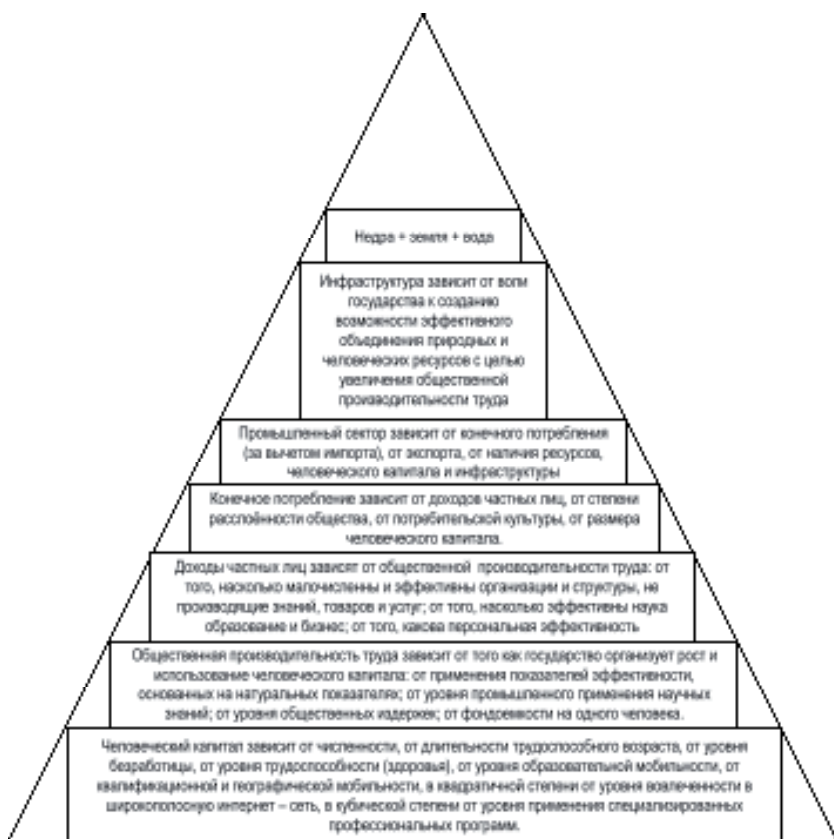 Недра + земля + вода
Инфраструктура зависит от воли
государства к созданию
возможности эффективного
объединения природных и
человеческих ресурсов с целью
увеличения общественной
производительности труда
Промышленный сектор зависит от конечного потребления
(за вычетом импорта), от экспорта, от наличия ресурсов,
человеческого капитала и инфраструктуры
Конечное потребление зависит от доходов частных лиц, от степени
расслоённости общества, от потребительской культуры, от размера
человеческого капитала.
Доходы частных лиц зависят от общественной производительности труда: от
того, насколько малочисленны и эффективны организации и структуры, не
производящие знаний, товаров и услуг; от того, насколько эффективны наука
образование и бизнес; от того, какова персональная эффективность
Общественная производительность труда зависит от того как государство организует рост и
использование человеческого капитала: от применения показателей эффективности,
основанных на натуральных показателях; от уровня промышленного применения научных
знаний; от уровня общественных издержек; от фондоемкости на одного человека.
Человеческий капитал зависит от численности, от длительности трудоспособного возраста, от уровня
безработицы, от уровня трудоспособности (здоровья), от уровня образовательной мобильности, от
квалификационной и географической мобильности, в квадратичной степени от уровня вовлеченности в
широкополосную интернет – сеть, в кубической степени от уровня применения специализированных
профессиональных программ.